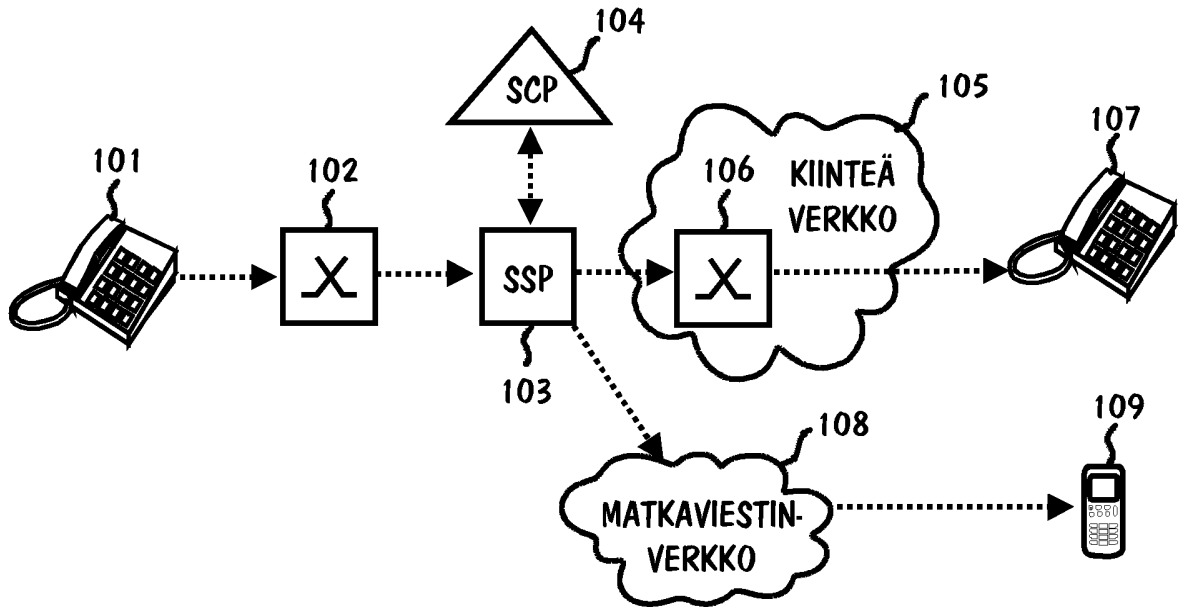 104
SCP
105
107
101
102
106
KIINTEÄ
VERKKO
SSP
103
108
109
MATKAVIESTIN-
VERKKO